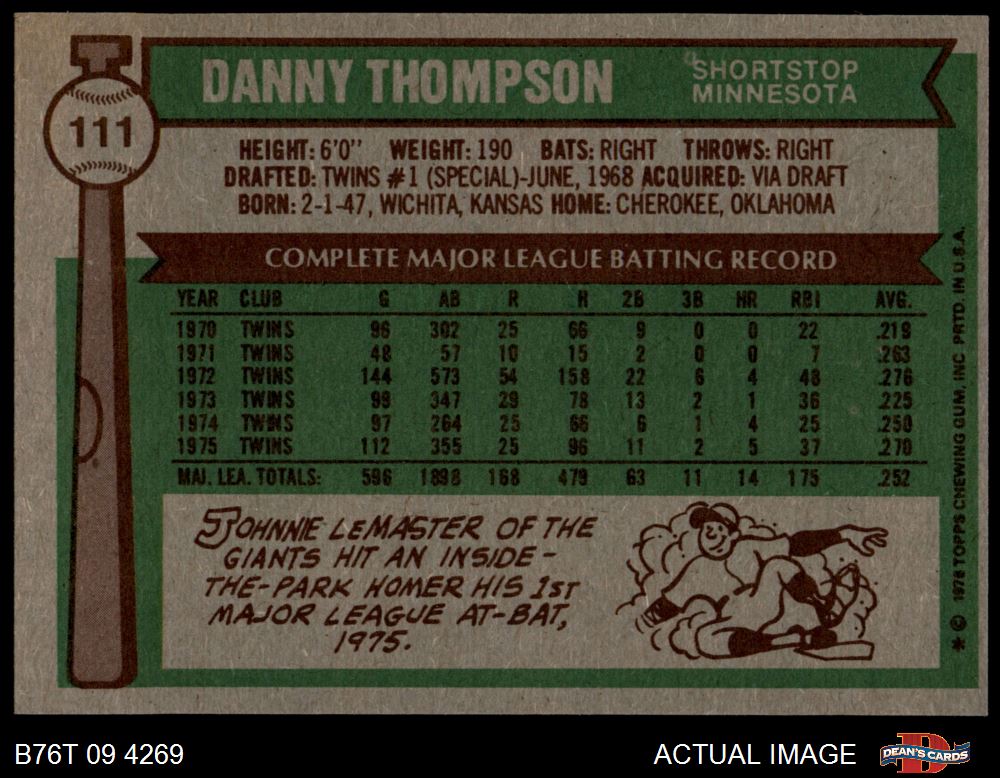 111
DANNY THOMPSON
SHORTSTOP
MINNESOTA
HEIGHT: 6'0" WEIGHT: 190 BATS: RIGHT THROWS: RIGHT
DRAFTED: TWINS #1 (SPECIAL)-JUNE, 1968 ACQUIRED: VIA DRAFT
BORN: 2-1-47, WICHITA, KANSAS HOME: CHEROKEE, OKLAHOMA
COMPLETE MAJOR LEAGUE BATTING RECORD
YEAR CLUB G AB R H 2B 3B HR RBI AVG.
1970 TWINS 96 302 25 66 9 0 0 22 .219
1971 TWINS 48 57 10 15 2 0 0 7 .263
1972 TWINS 144 573 54 158 22 6 4 48 .276
1973 TWINS 99 347 29 78 13 2 1 36 .225
1974 TWINS 97 264 25 66 6 1 4 25 .250
1975 TWINS 112 355 25 96 11 2 5 37 .270
MAJ. LEA. TOTALS: 596 1898 168 479 63 11 14 175 .252
JOHNNIE LEMASTER OF THE
GIANTS HIT AN INSIDE-
THE-PARK HOMER HIS 1ST
MAJOR LEAGUE AT-BAT,
1975.
* © 1976 TOPPS CHEWING GUM, INC. PRTD. IN U.S.A.
B76T 09 4269
ACTUAL IMAGE
DEAN'S CARDS